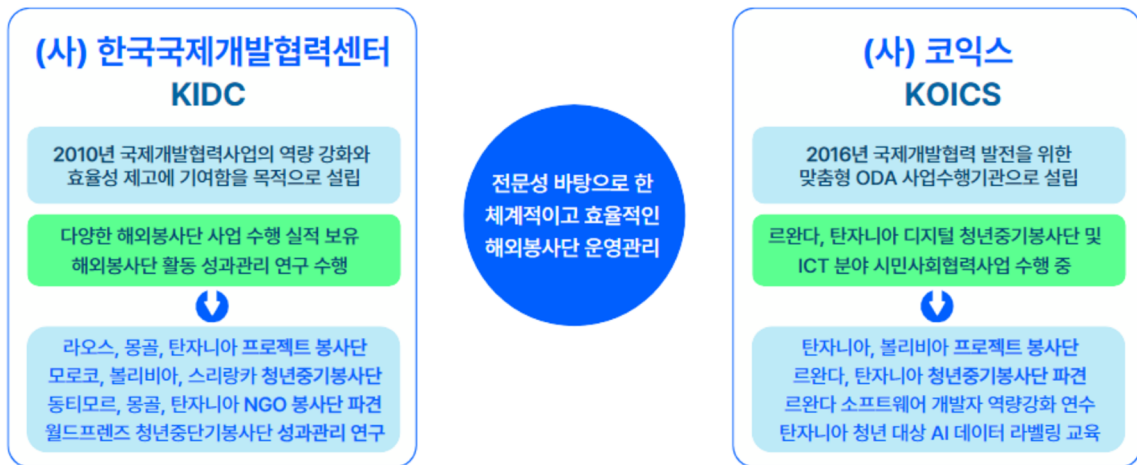 (사) 한국국제개발협력센터
KIDC
2010년 국제개발협력사업의 역량 강화와
효율성 제고에 기여함을 목적으로 설립
다양한 해외봉사단 사업 수행 실적 보유
해외봉사단 활동 성과관리 연구 수행
라오스, 몽골, 탄자니아 프로젝트 봉사단
모로코, 볼리비아, 스리랑카 청년중기봉사단
동티모르, 몽골, 탄자니아 NGO 봉사단 파견
월드프렌즈 청년중단기봉사단 성과관리 연구
전문성 바탕으로 한
체계적이고 효율적인
해외봉사단 운영관리
(사) 코익스
KOICS
2016년 국제개발협력 발전을 위한
맞춤형 ODA 사업수행기관으로 설립
르완다, 탄자니아 디지털 청년중기봉사단 및
ICT 분야 시민사회협력사업 수행 중
탄자니아, 볼리비아 프로젝트 봉사단
르완다, 탄자니아 청년중기봉사단 파견
르완다 소프트웨어 개발자 역량강화 연수
탄자니아 청년 대상 AI 데이터 라벨링 교육